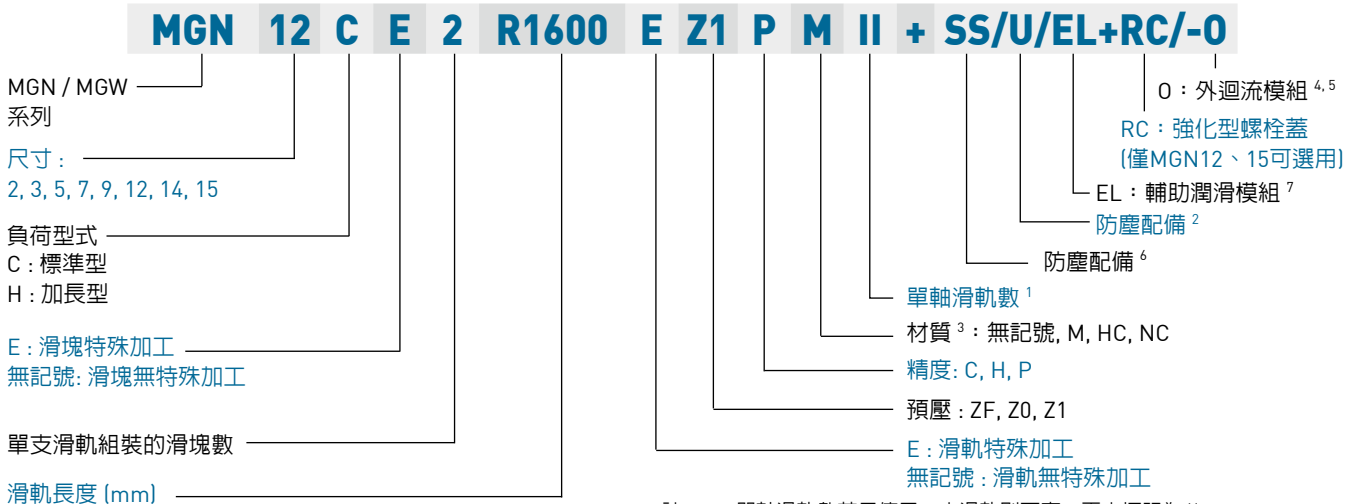 MGN 12 C E 2 R1600 E Z1 P M II + SS/U/EL+RC/-O
MGN / MGW
系列
尺寸 :
2, 3, 5, 7, 9, 12, 14, 15
負荷型式
C : 標準型
H : 加長型
E : 滑塊特殊加工
無記號: 滑塊無特殊加工
單支滑軌組裝的滑塊數
滑軌長度 (mm)
O：外迴流模組 4, 5
RC：強化型螺栓蓋
(僅MGN12、15可選用)
EL：輔助潤滑模組 7
防塵配備 2
防塵配備 6
單軸滑軌數 1
材質 3：無記號, M, HC, NC
精度: C, H, P
預壓 : ZF, Z0, Z1
E : 滑軌特殊加工
無記號 : 滑軌無特殊加工